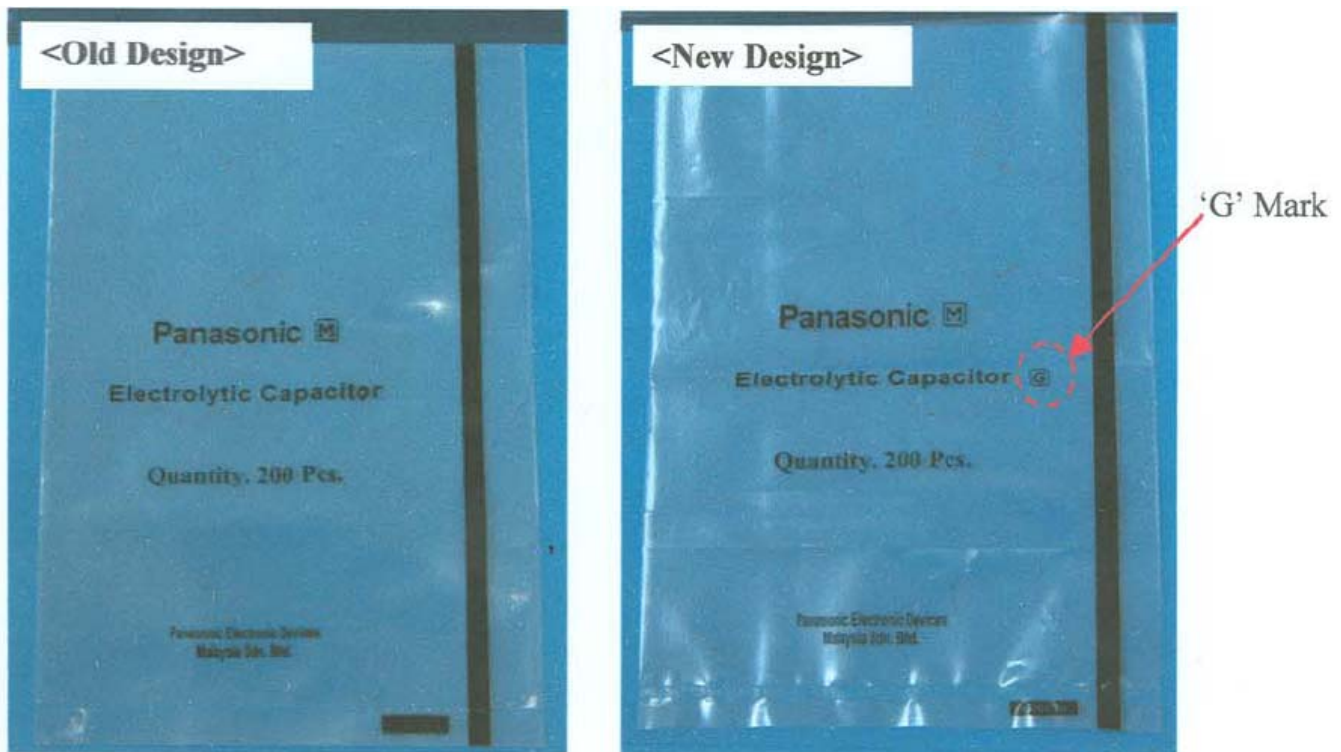 <Old Design>
Panasonic M
Electrolytic Capacitor
Quantity. 200 Pcs.
Panasonic Electronic Devices
Malaysia Sdn. Bhd.
<New Design>
Panasonic M
Electrolytic Capacitor G
Quantity. 200 Pcs.
Panasonic Electronic Devices
Malaysia Sdn. Bhd.
'G' Mark